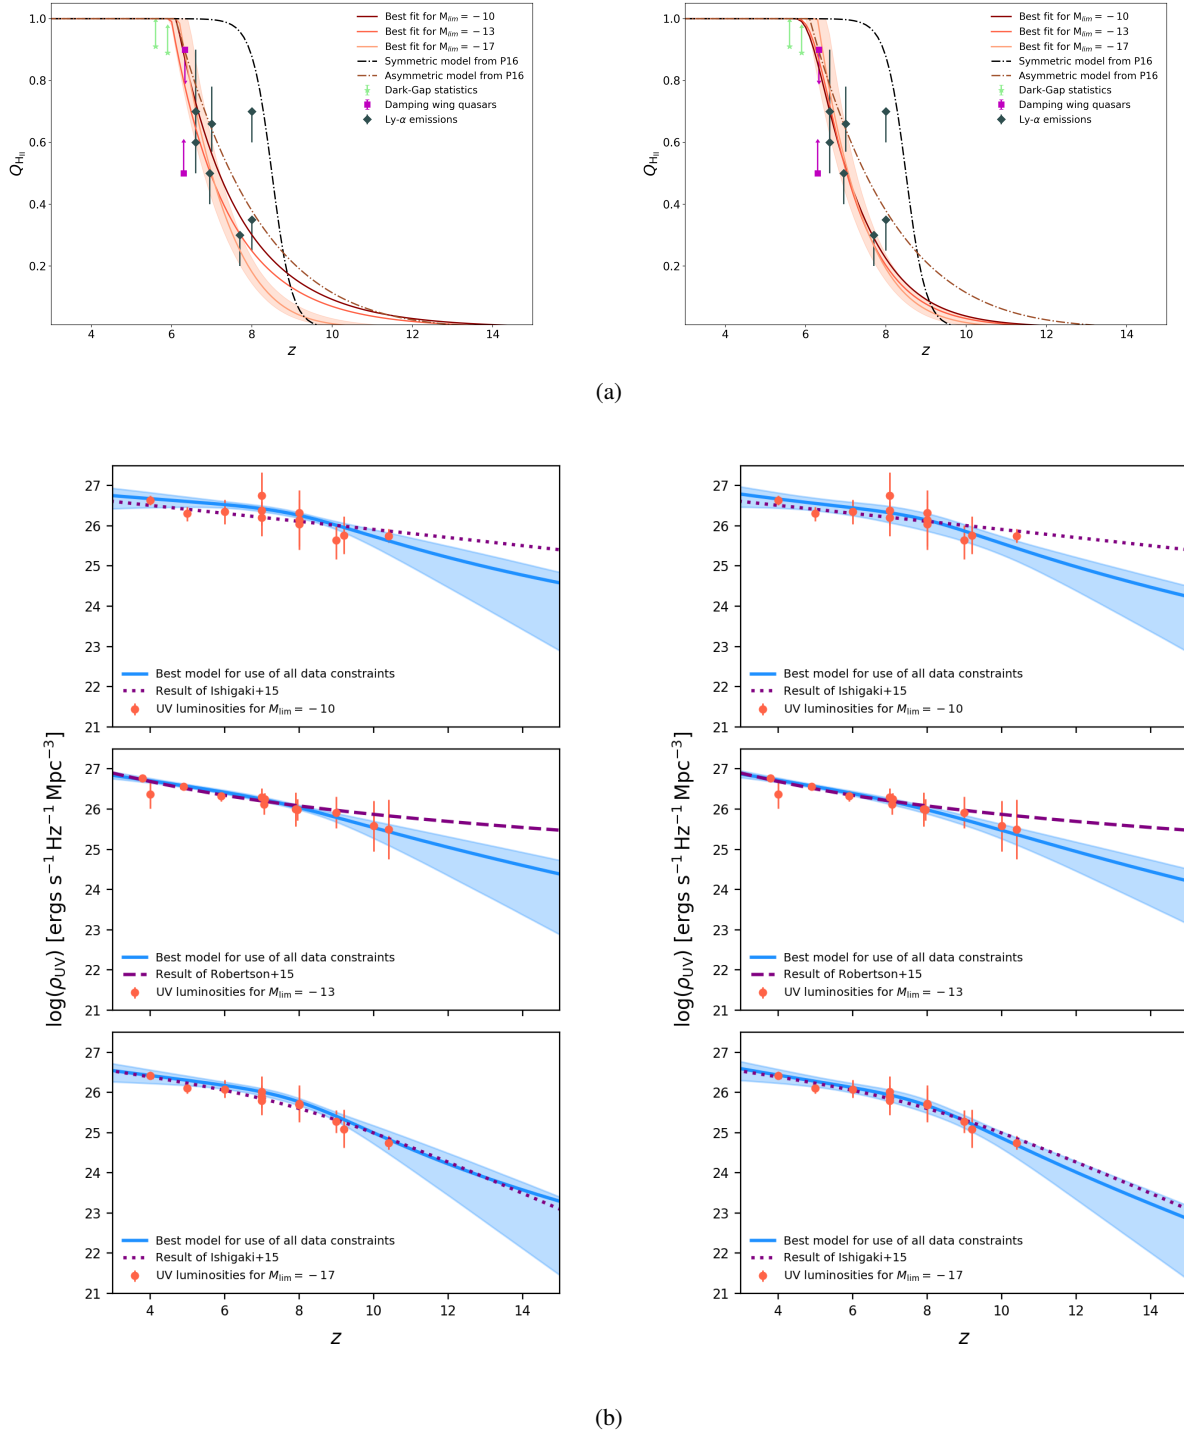 1.0
0.8
0.6
0.4
0.2
Q_HII
4 6 8 10 12 14
z
Best fit for M_lim = −10
Best fit for M_lim = −13
Best fit for M_lim = −17
Symmetric model from P16
Asymmetric model from P16
Dark-Gap statistics
Damping wing quasars
Ly-α emissions
1.0
0.8
0.6
0.4
0.2
Q_HII
4 6 8 10 12 14
z
Best fit for M_lim = −10
Best fit for M_lim = −13
Best fit for M_lim = −17
Symmetric model from P16
Asymmetric model from P16
Dark-Gap statistics
Damping wing quasars
Ly-α emissions
(a)
log(ρ_UV) [ergs s⁻¹ Hz⁻¹ Mpc⁻³]
27
26
25
24
23
22
21
Best model for use of all data constraints
Result of Ishigaki+15
UV luminosities for M_lim = −10
27
26
25
24
23
22
21
Best model for use of all data constraints
Result of Robertson+15
UV luminosities for M_lim = −13
27
26
25
24
23
22
21
Best model for use of all data constraints
Result of Ishigaki+15
UV luminosities for M_lim = −17
4 6 8 10 12 14
z
log(ρ_UV) [ergs s⁻¹ Hz⁻¹ Mpc⁻³]
27
26
25
24
23
22
21
Best model for use of all data constraints
Result of Ishigaki+15
UV luminosities for M_lim = −10
27
26
25
24
23
22
21
Best model for use of all data constraints
Result of Robertson+15
UV luminosities for M_lim = −13
27
26
25
24
23
22
21
Best model for use of all data constraints
Result of Ishigaki+15
UV luminosities for M_lim = −17
4 6 8 10 12 14
z
(b)